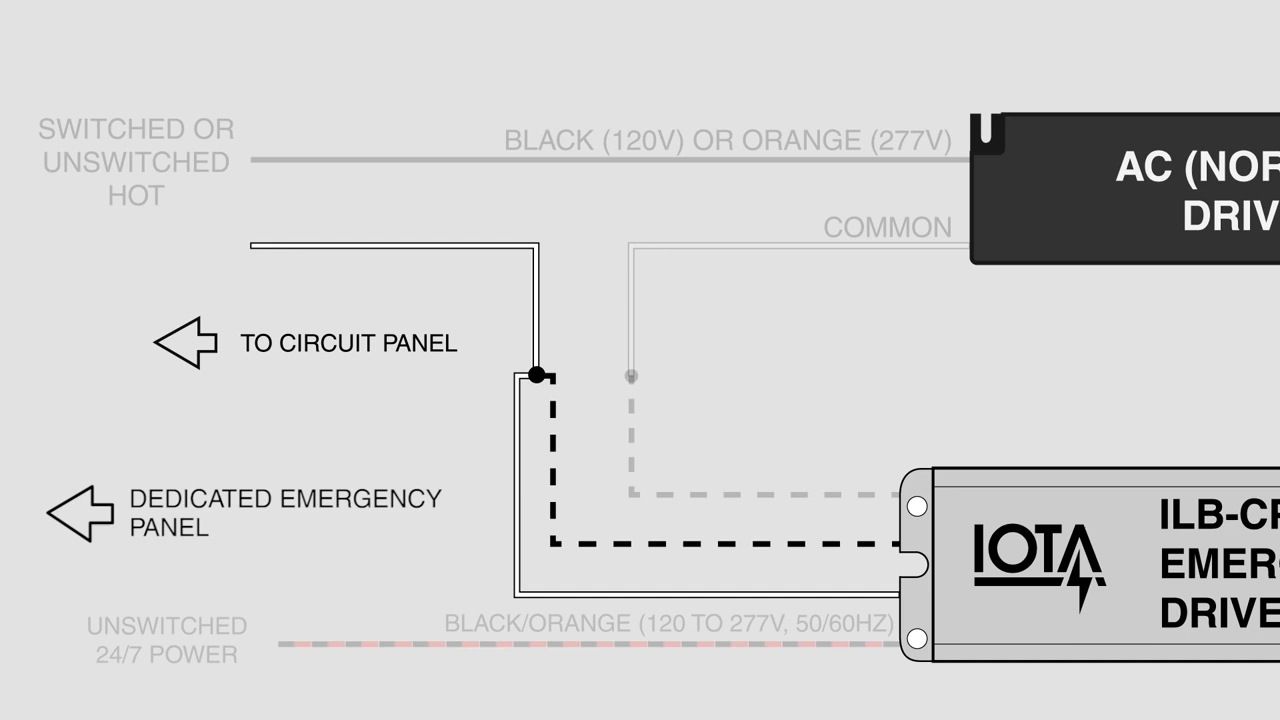 SWITCHED OR
UNSWITCHED
HOT
BLACK (120V) OR ORANGE (277V)
AC (NOR
DRIV
COMMON
TO CIRCUIT PANEL
DEDICATED EMERGENCY
PANEL
IOTA
ILB-CP
EMER
DRIVE
BLACK/ORANGE (120 TO 277V, 50/60HZ)
UNSWITCHED
24/7 POWER